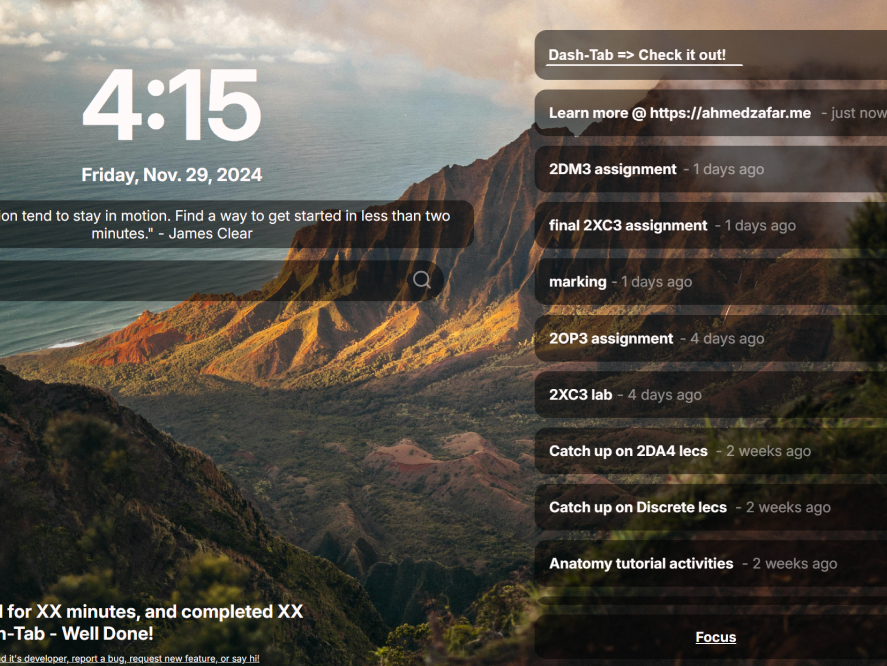 4:15
Friday, Nov. 29, 2024
ion tend to stay in motion. Find a way to get started in less than two
minutes." - James Clear
for XX minutes, and completed XX
h-Tab - Well Done!
d it's developer, report a bug, request new feature, or say hi!
Dash-Tab => Check it out!
Learn more @ https://ahmedzafar.me - just now
2DM3 assignment - 1 days ago
final 2XC3 assignment - 1 days ago
marking - 1 days ago
2OP3 assignment - 4 days ago
2XC3 lab - 4 days ago
Catch up on 2DA4 lecs - 2 weeks ago
Catch up on Discrete lecs - 2 weeks ago
Anatomy tutorial activities - 2 weeks ago
Focus